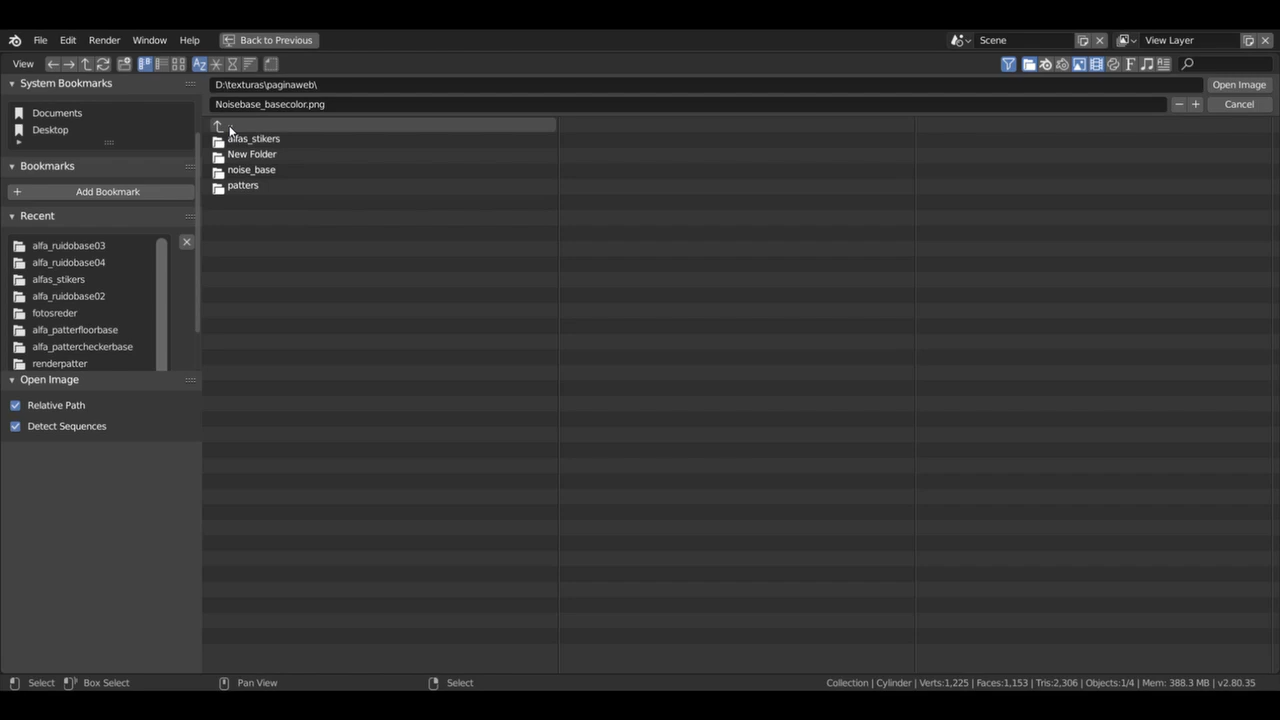 File Edit Render Window Help Back to Previous Scene View Layer
View
System Bookmarks
D:\texturas\paginaweb\ Open Image
Noisebase_basecolor.png Cancel
Documents
Desktop
..
alfas_stikers
New Folder
noise_base
patters
Bookmarks
Add Bookmark
Recent
alfa_ruidobase03
alfa_ruidobase04
alfas_stikers
alfa_ruidobase02
fotosreder
alfa_patterfloorbase
alfa_pattercheckerbase
renderpatter
Open Image
Relative Path
Detect Sequences
Select Box Select Pan View Select Collection | Cylinder | Verts:1,225 | Faces:1,153 | Tris:2,306 | Objects:1/4 | Mem: 388.3 MB | v2.80.35